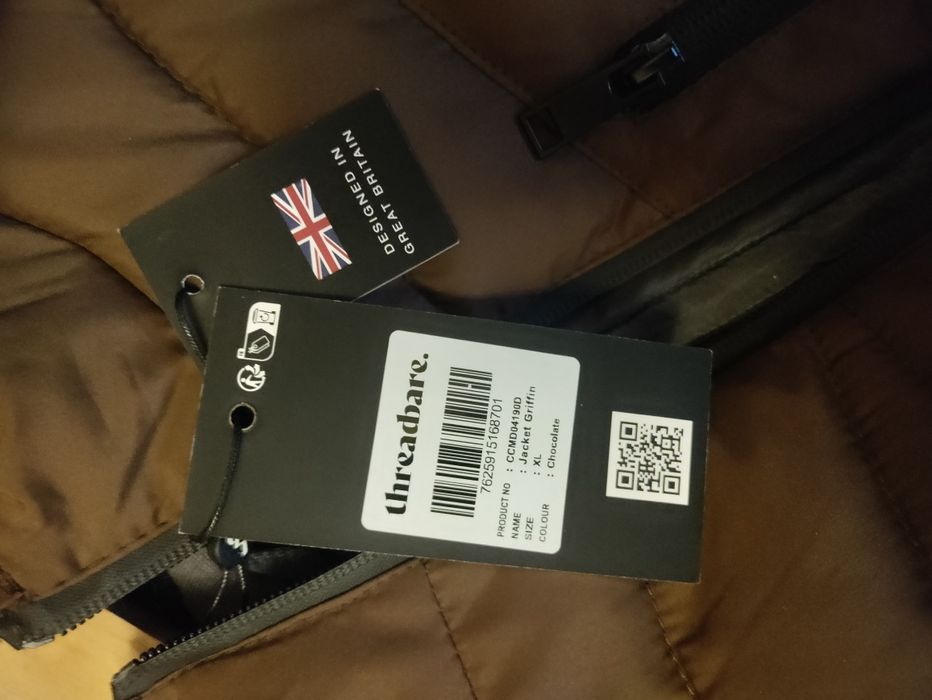 DESIGNED IN
GREAT BRITAIN
threadbare.
7625915168701
PRODUCT NO : CCMD04190D
NAME : Jacket Griffin
SIZE : XL
COLOUR : Chocolate